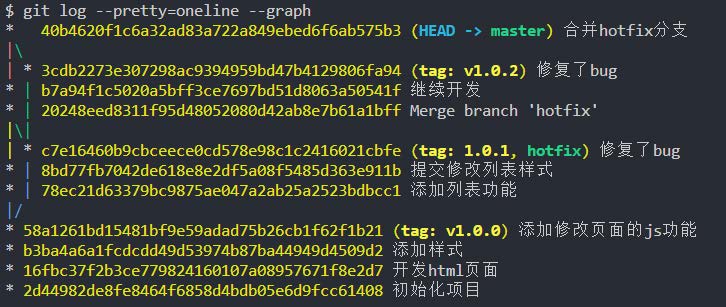 $ git log --pretty=oneline --graph
*   40b4620f1c6a32ad83a722a849ebed6f6ab575b3 (HEAD -> master) 合并hotfix分支
|\
| * 3cdb2273e307298ac9394959bd47b4129806fa94 (tag: v1.0.2) 修复了bug
* | b7a94f1c5020a5bff3ce7697bd51d8063a50541f 继续开发
* | 20248eed8311f95d48052080d42ab8e7b61a1bff Merge branch 'hotfix'
|\|
| * c7e16460b9cbceece0cd578e98c1c2416021cbfe (tag: 1.0.1, hotfix) 修复了bug
* | 8bd77fb7042de618e8e2df5a08f5485d363e911b 提交修改列表样式
* | 78ec21d63379bc9875ae047a2ab25a2523bdbcc1 添加列表功能
|/
* 58a1261bd15481bf9e59adad75b26cb1f62f1b21 (tag: v1.0.0) 添加修改页面的js功能
* b3ba4a6a1fcdcdd49d53974b87ba44949d4509d2 添加样式
* 16fbc37f2b3ce779824160107a08957671f8e2d7 开发html页面
* 2d44982de8fe8464f6858d4bdb05e6d9fcc61408 初始化项目